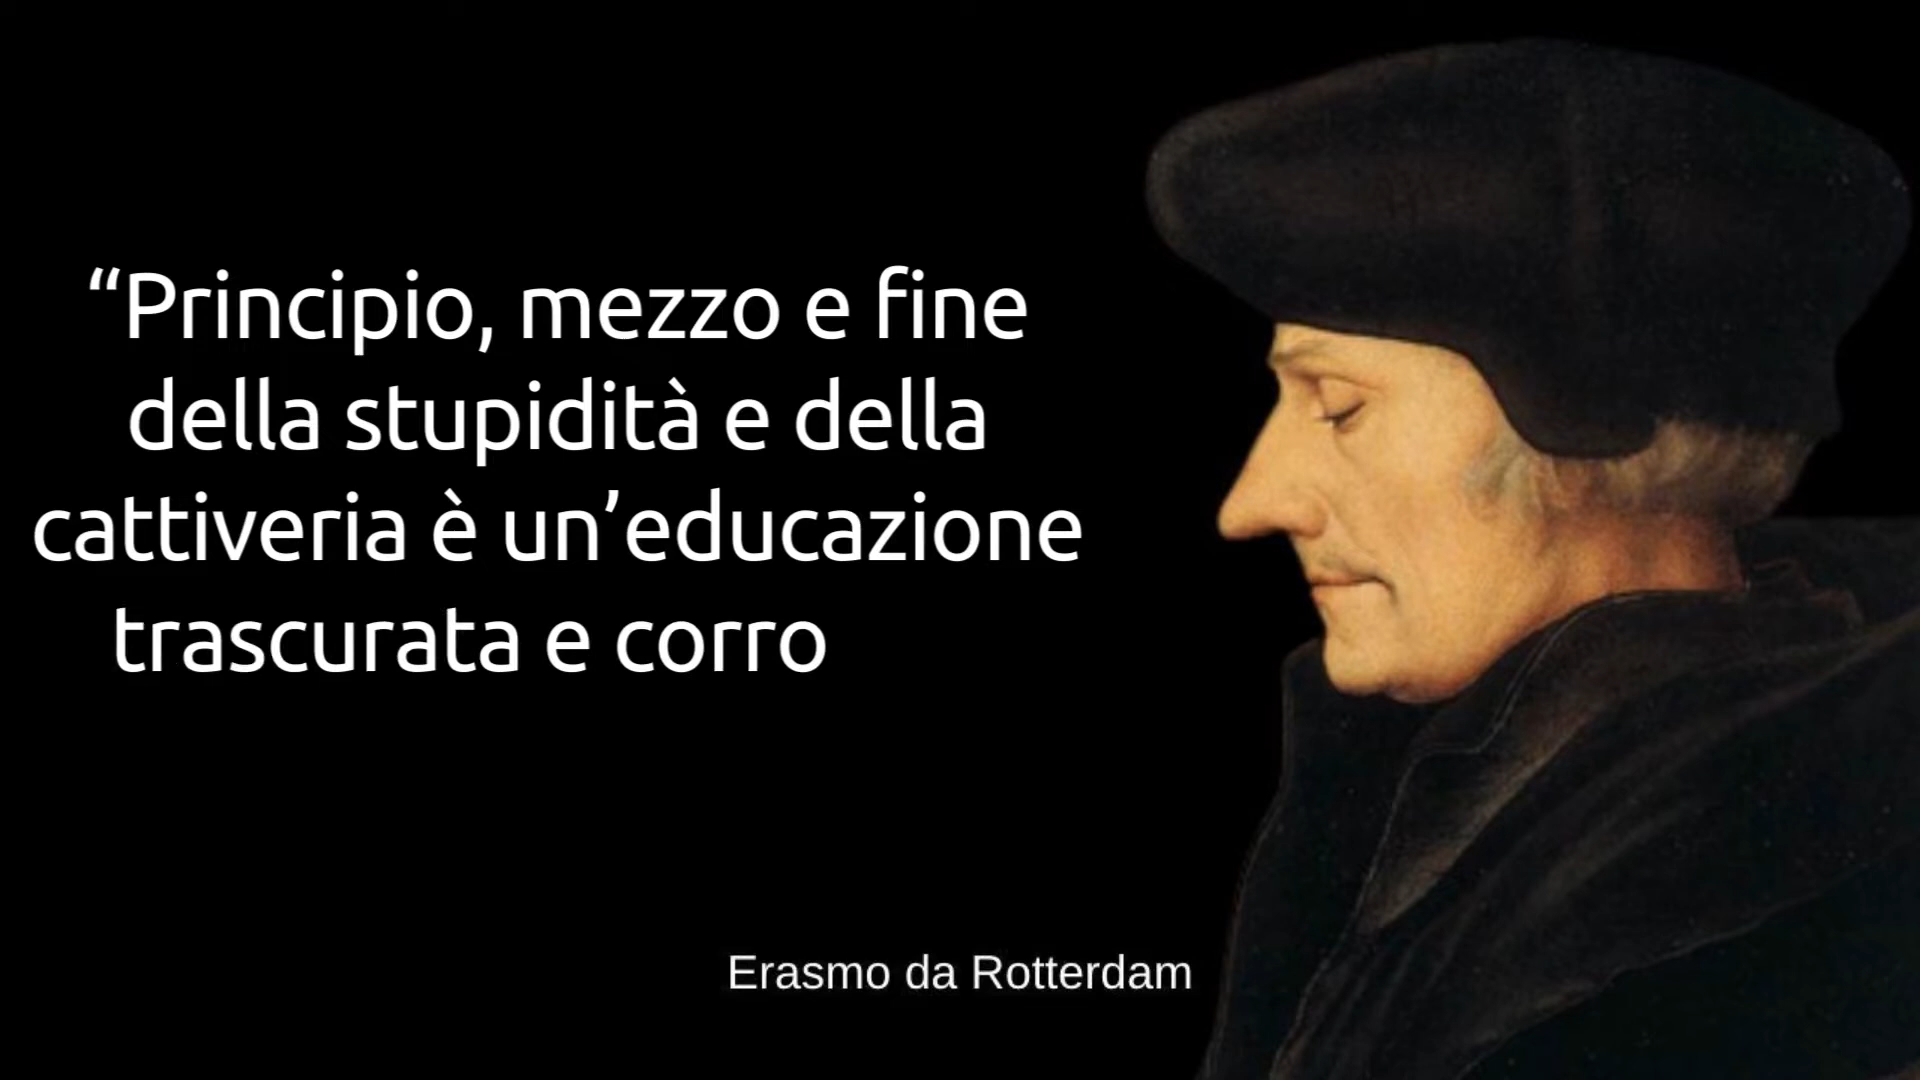 “Principio, mezzo e fine
della stupidità e della
cattiveria è un’educazione
trascurata e corro
Erasmo da Rotterdam